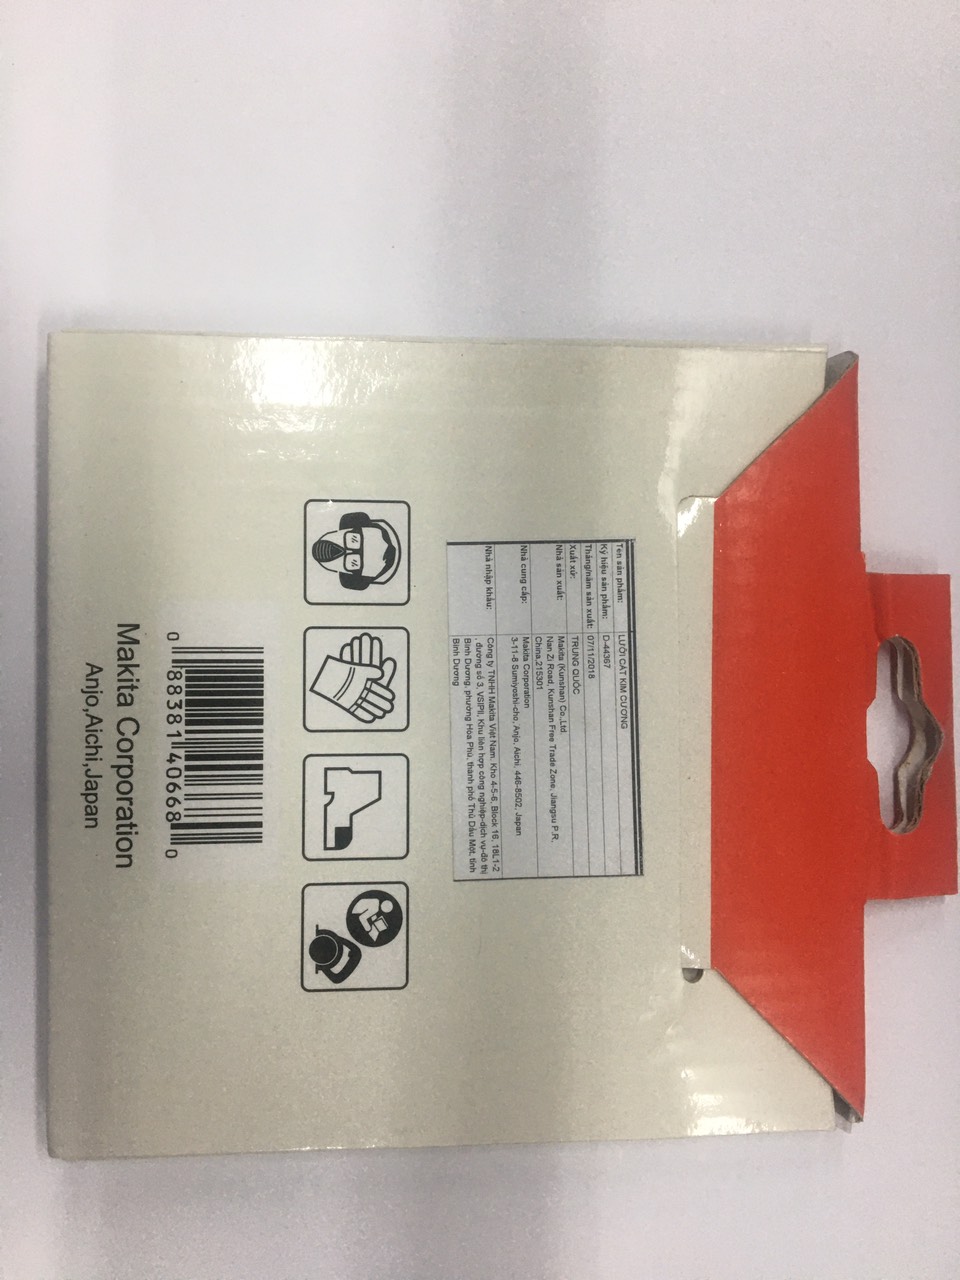 Tên sản phẩm: LƯỠI CẮT KIM CƯƠNG
Ký hiệu sản phẩm: D-44367
Tháng/năm sản xuất: 07/11/2018
Xuất xứ: TRUNG QUỐC
Nhà sản xuất: Makita (Kunshan) Co.,Ltd.
Nan Zi Road, Kunshan Free Trade Zone, Jiangsu P.R,
China,215301
Nhà cung cấp: Makita Corporation
3-11-8 Sumiyoshi-cho, Anjo, Aichi, 446-8502, Japan
Nhà nhập khẩu: Công ty TNHH Makita Việt Nam. Kho 4-5-6, Block 16, 18L1-2
, đường số 3, VSIPII, Khu liên hợp công nghiệp-dịch vụ-đô thị
Bình Dương, phường Hòa Phú, thành phố Thủ Dầu Một, tỉnh
Bình Dương
0 88381 40668 0
Makita Corporation
Anjo,Aichi,Japan